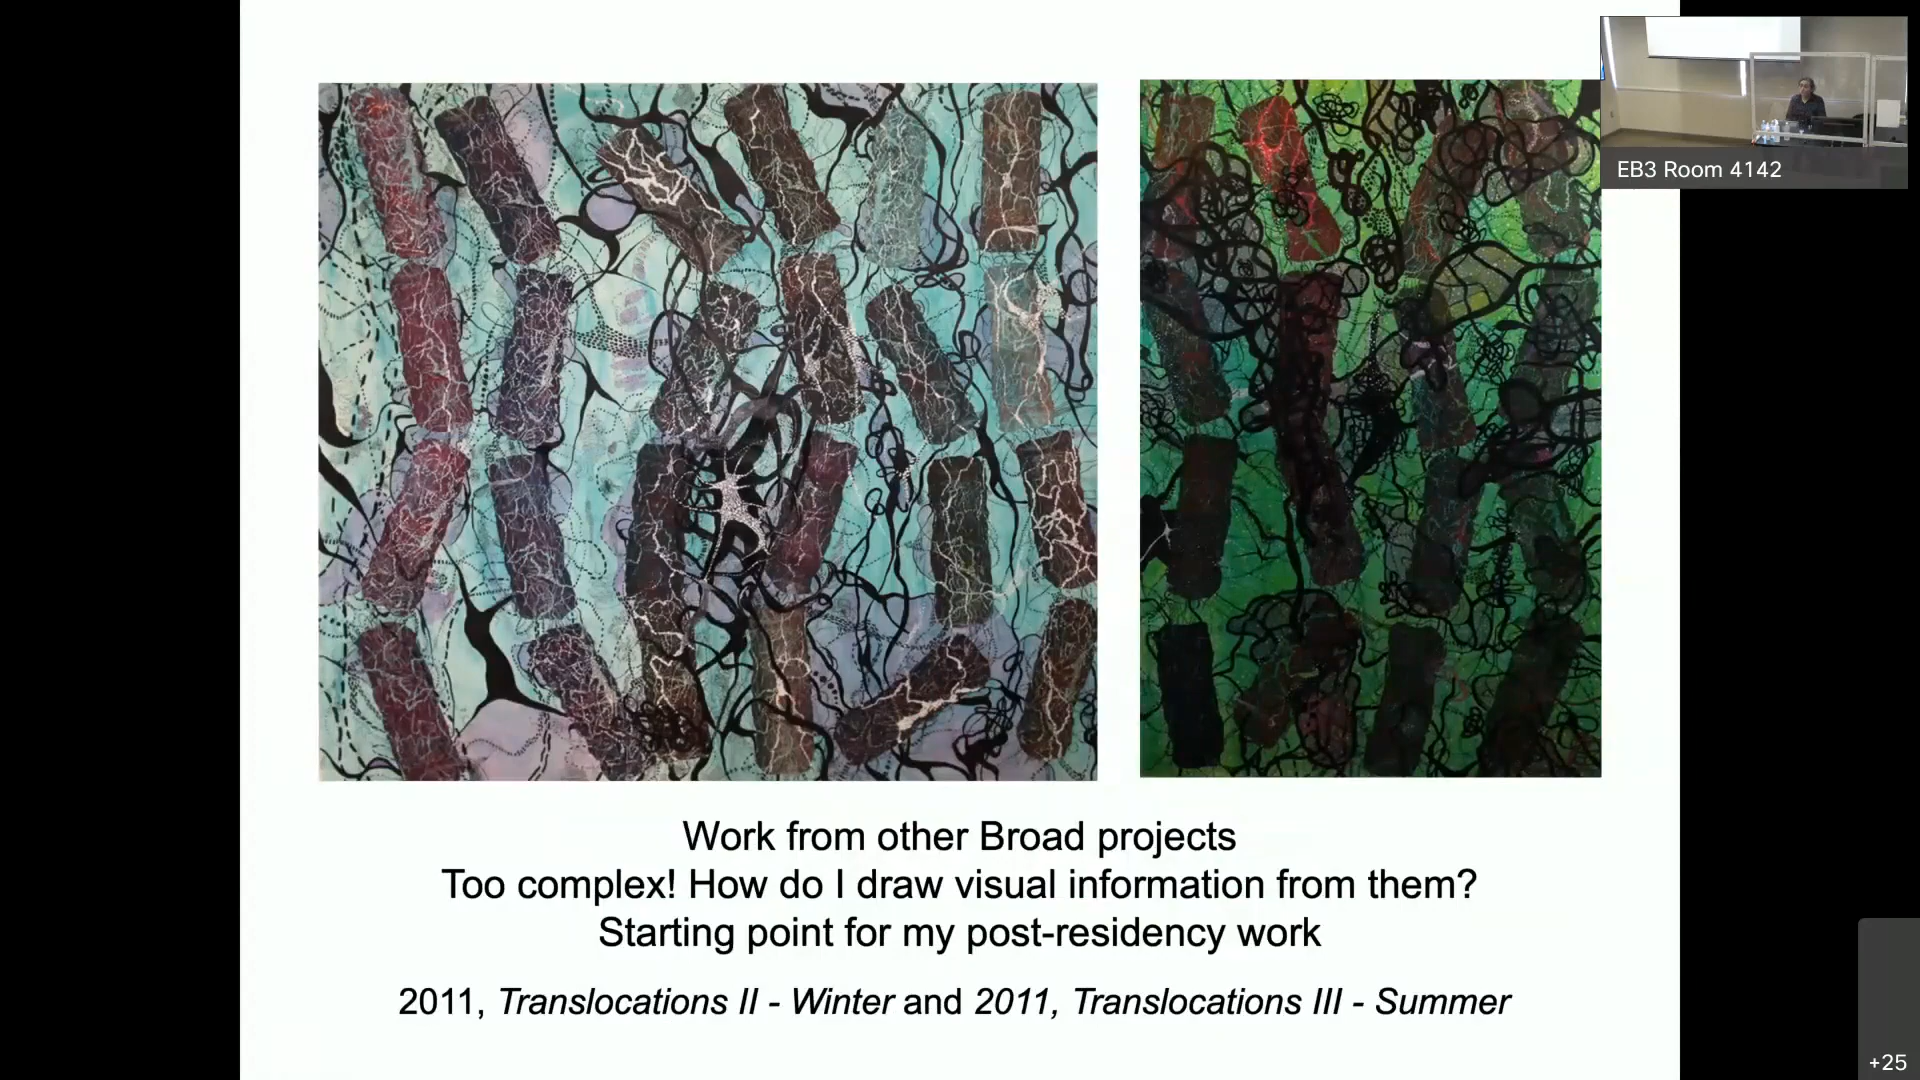 EB3 Room 4142
Work from other Broad projects
Too complex! How do I draw visual information from them?
Starting point for my post-residency work
2011, Translocations II - Winter and 2011, Translocations III - Summer
+25